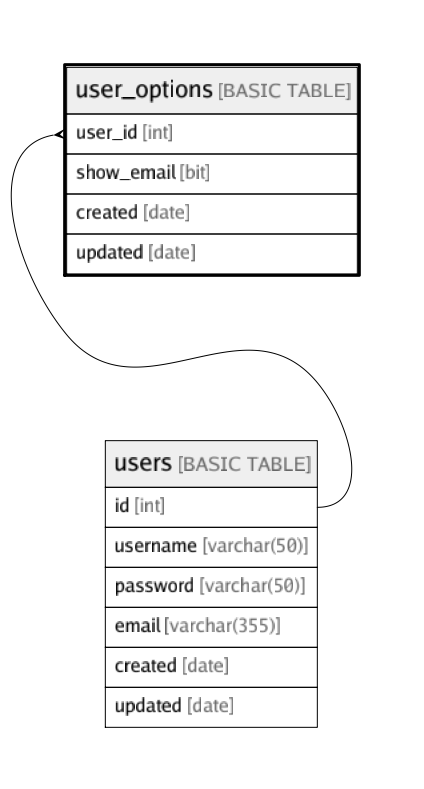 user_options [BASIC TABLE]
user_id [int]
show_email [bit]
created [date]
updated [date]
users [BASIC TABLE]
id [int]
username [varchar(50)]
password [varchar(50)]
email [varchar(355)]
created [date]
updated [date]